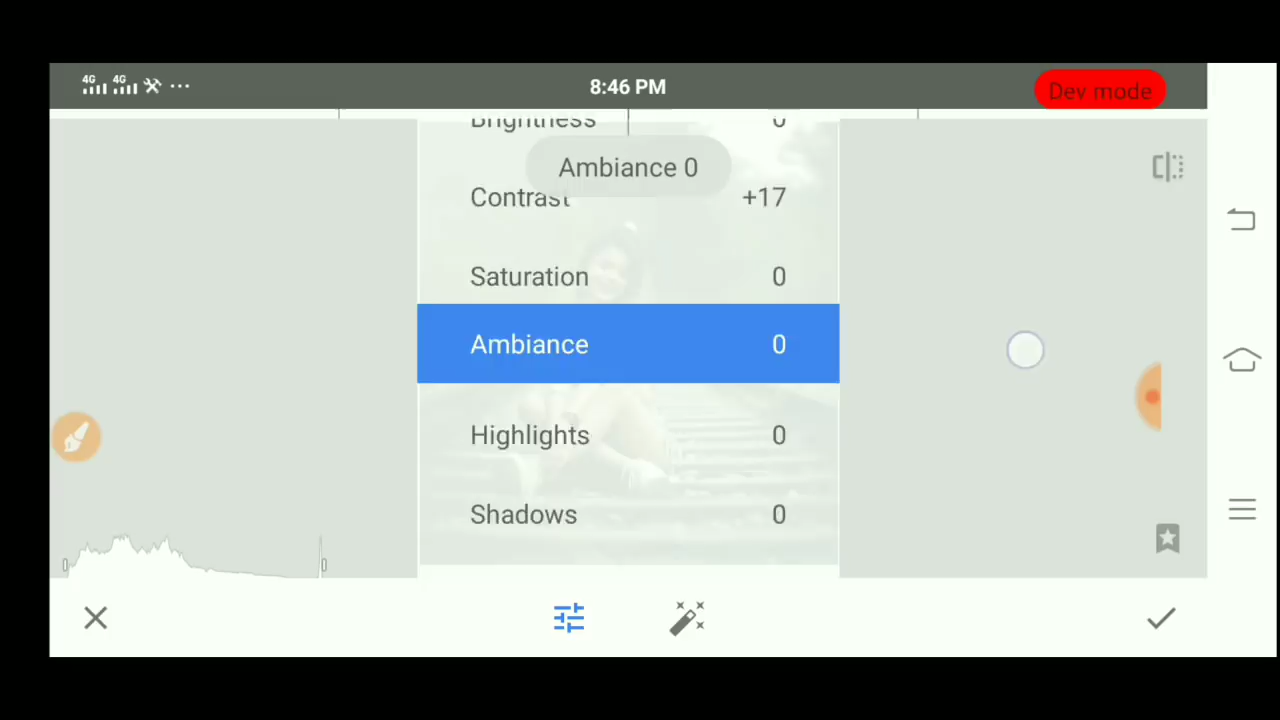 4G 4G ... 8:46 PM Dev mode
Brightness 0
Ambiance 0
Contrast +17
Saturation 0
Ambiance 0
Highlights 0
Shadows 0